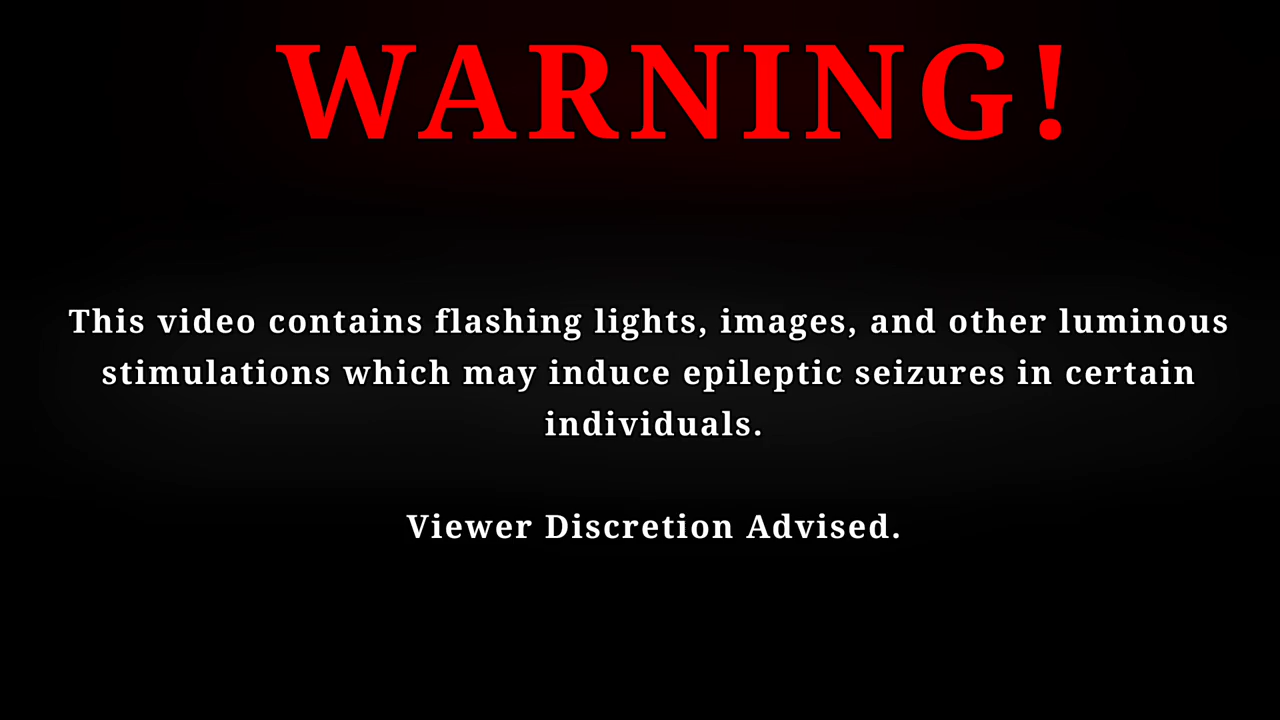 WARNING!
This video contains flashing lights, images, and other luminous
stimulations which may induce epileptic seizures in certain
individuals.
Viewer Discretion Advised.